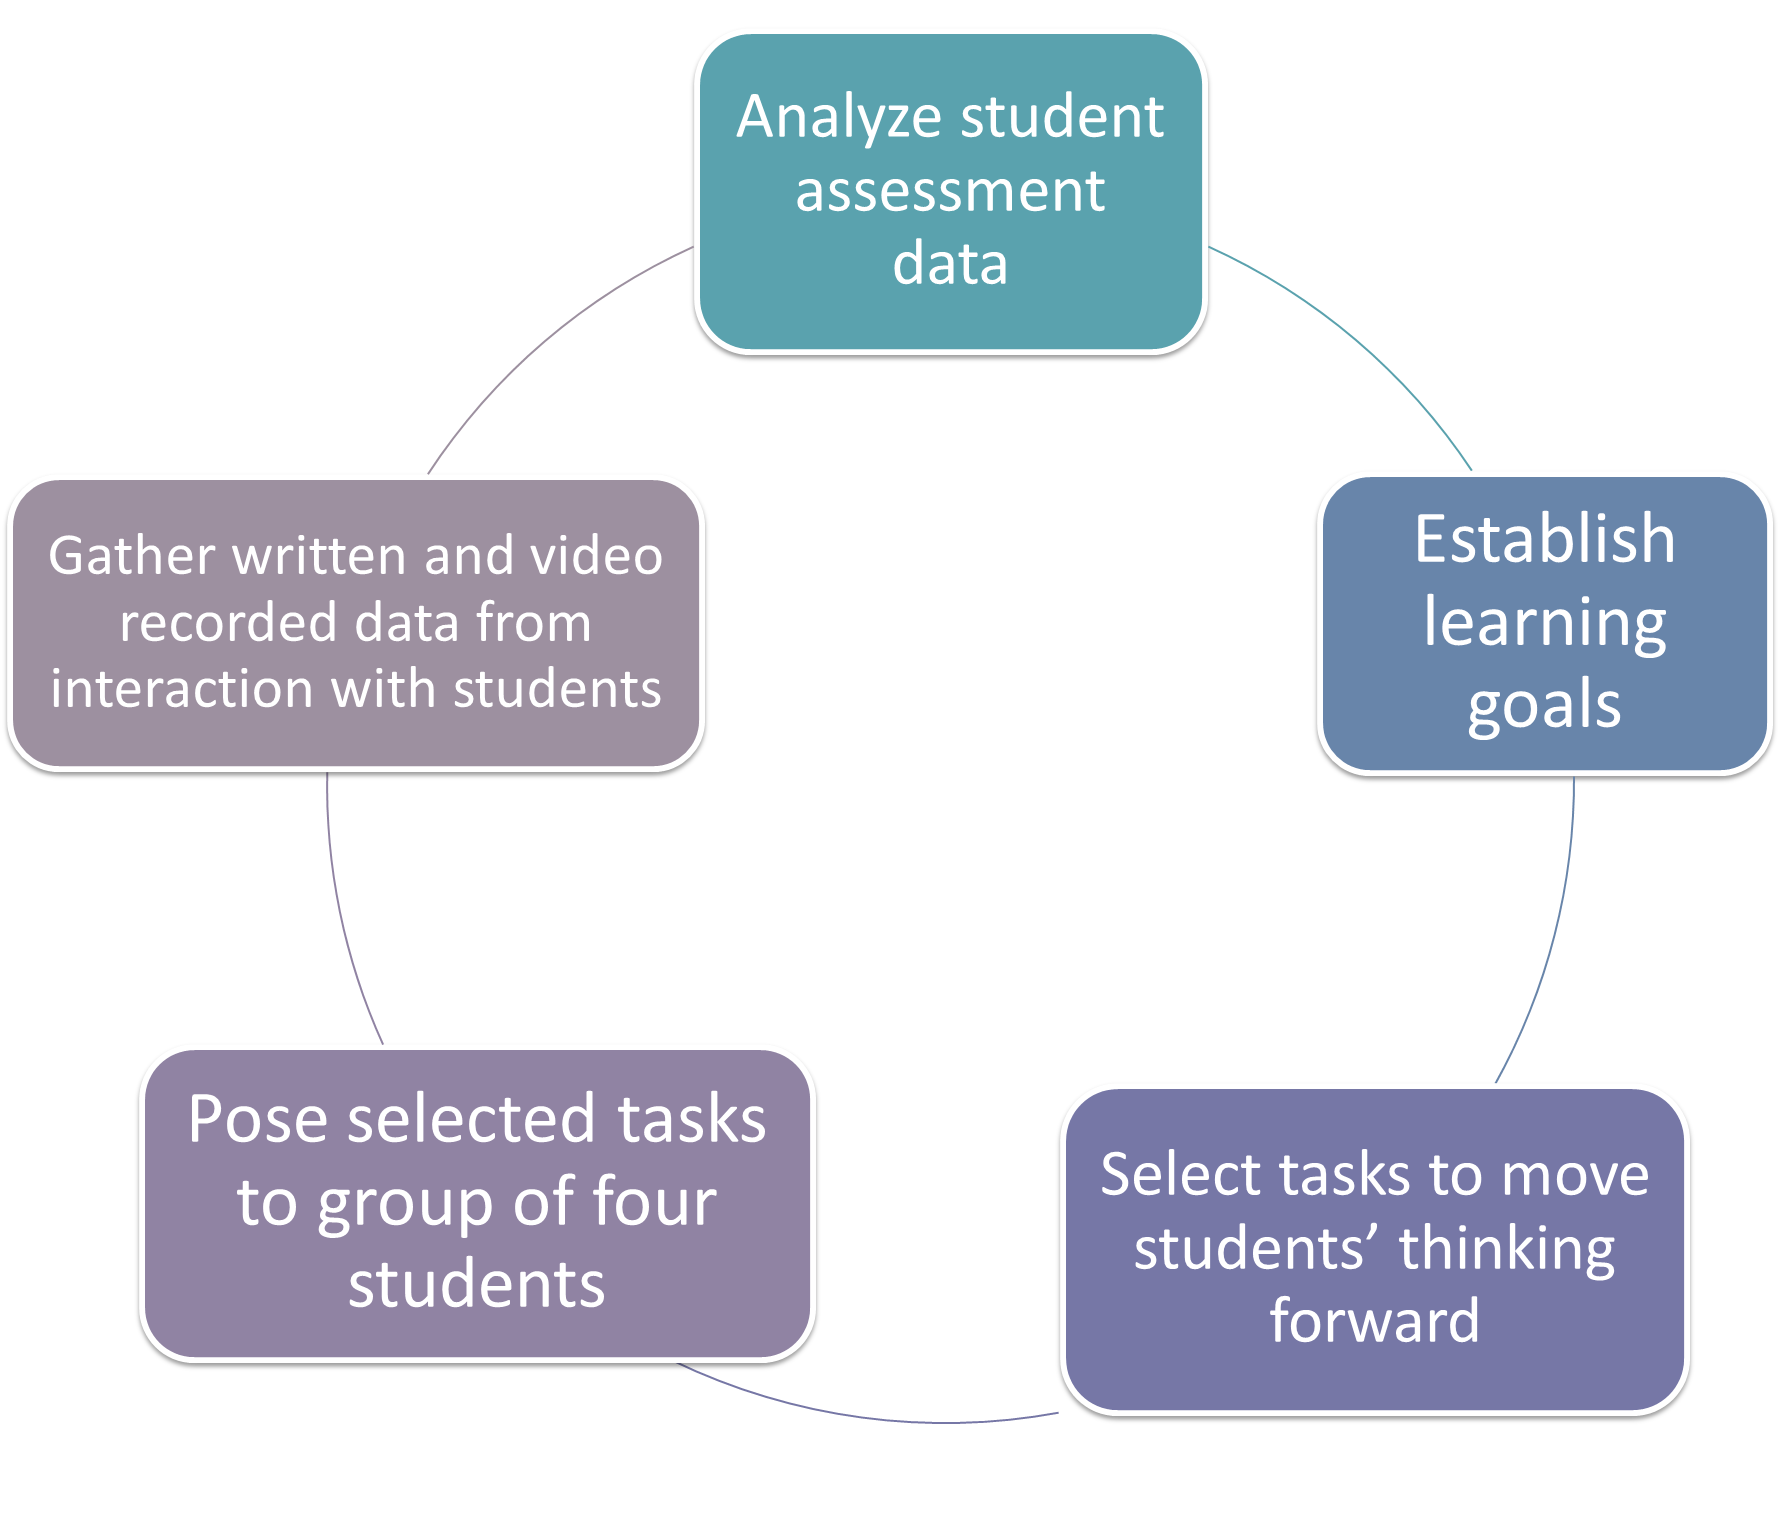 Analyze student
assessment
data
Establish
learning
goals
Select tasks to move
students’ thinking
forward
Pose selected tasks
to group of four
students
Gather written and video
recorded data from
interaction with students